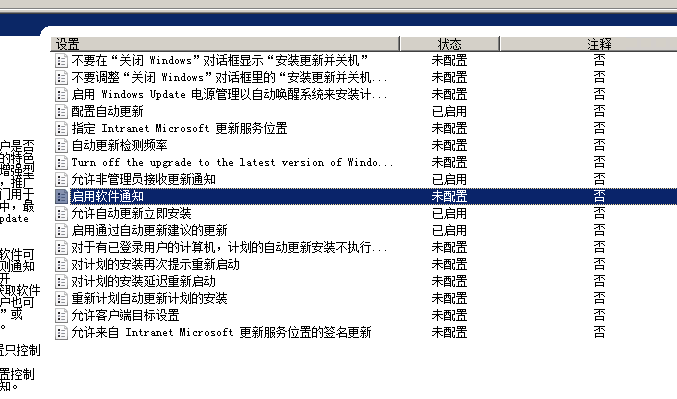 设置 状态 注释
不要在“关闭 Windows”对话框显示“安装更新并关机” 未配置 否
不要调整“关闭 Windows”对话框里的“安装更新并关机... 未配置 否
启用 Windows Update 电源管理以自动唤醒系统来安装计... 未配置 否
配置自动更新 已启用 否
指定 Intranet Microsoft 更新服务位置 未配置 否
自动更新检测频率 未配置 否
Turn off the upgrade to the latest version of Windo... 未配置 否
允许非管理员接收更新通知 已启用 否
启用软件通知 未配置 否
允许自动更新立即安装 已启用 否
启用通过自动更新建议的更新 已启用 否
对于有已登录用户的计算机，计划的自动更新安装不执行... 未配置 否
对计划的安装再次提示重新启动 未配置 否
对计划的安装延迟重新启动 未配置 否
重新计划自动更新计划的安装 未配置 否
允许客户端目标设置 未配置 否
允许来自 Intranet Microsoft 更新服务位置的签名更新 未配置 否
户是否
的特色
增强型
，推广
门用于
中，最
pdate
软件可
则通知
开
获取软件
户也可
”或
。
置只控制
置控制
知。